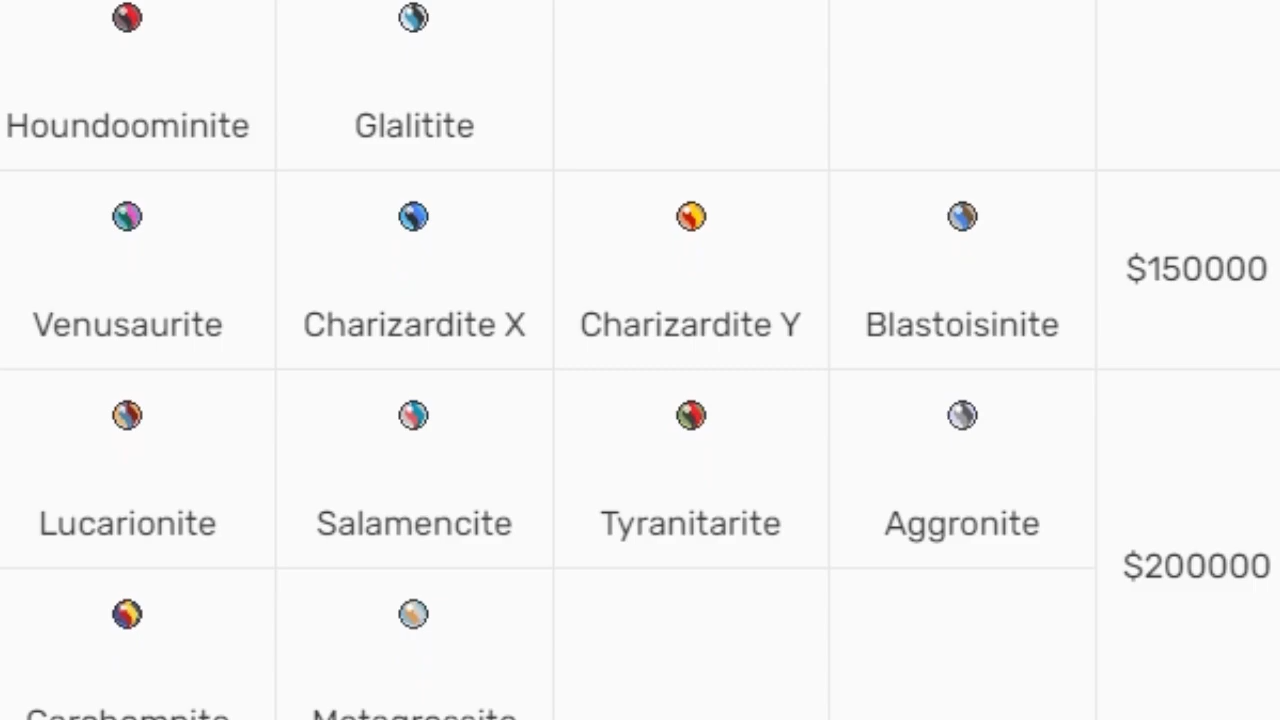 Houndoominite Glalitite
$150000
Venusaurite Charizardite X Charizardite Y Blastoisinite
Lucarionite Salamencite Tyranitarite Aggronite
$200000